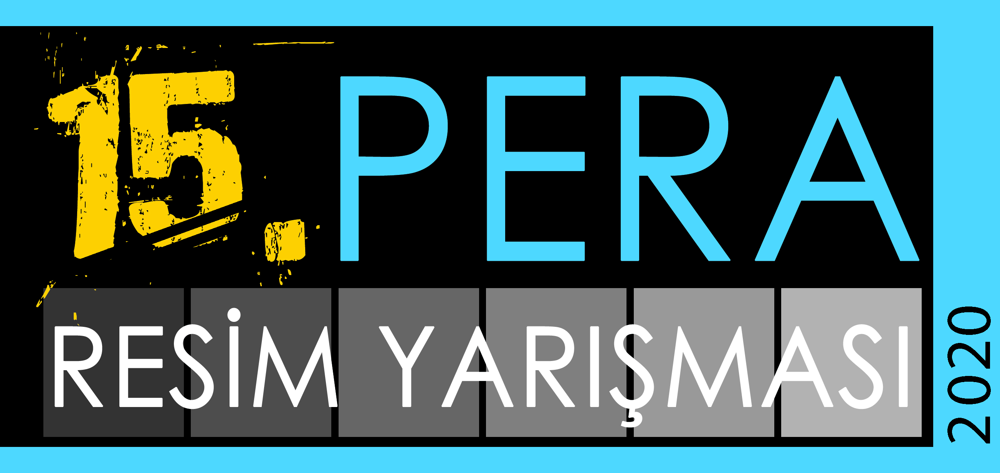 15. PERA
RESİM YARIŞMASI
2020